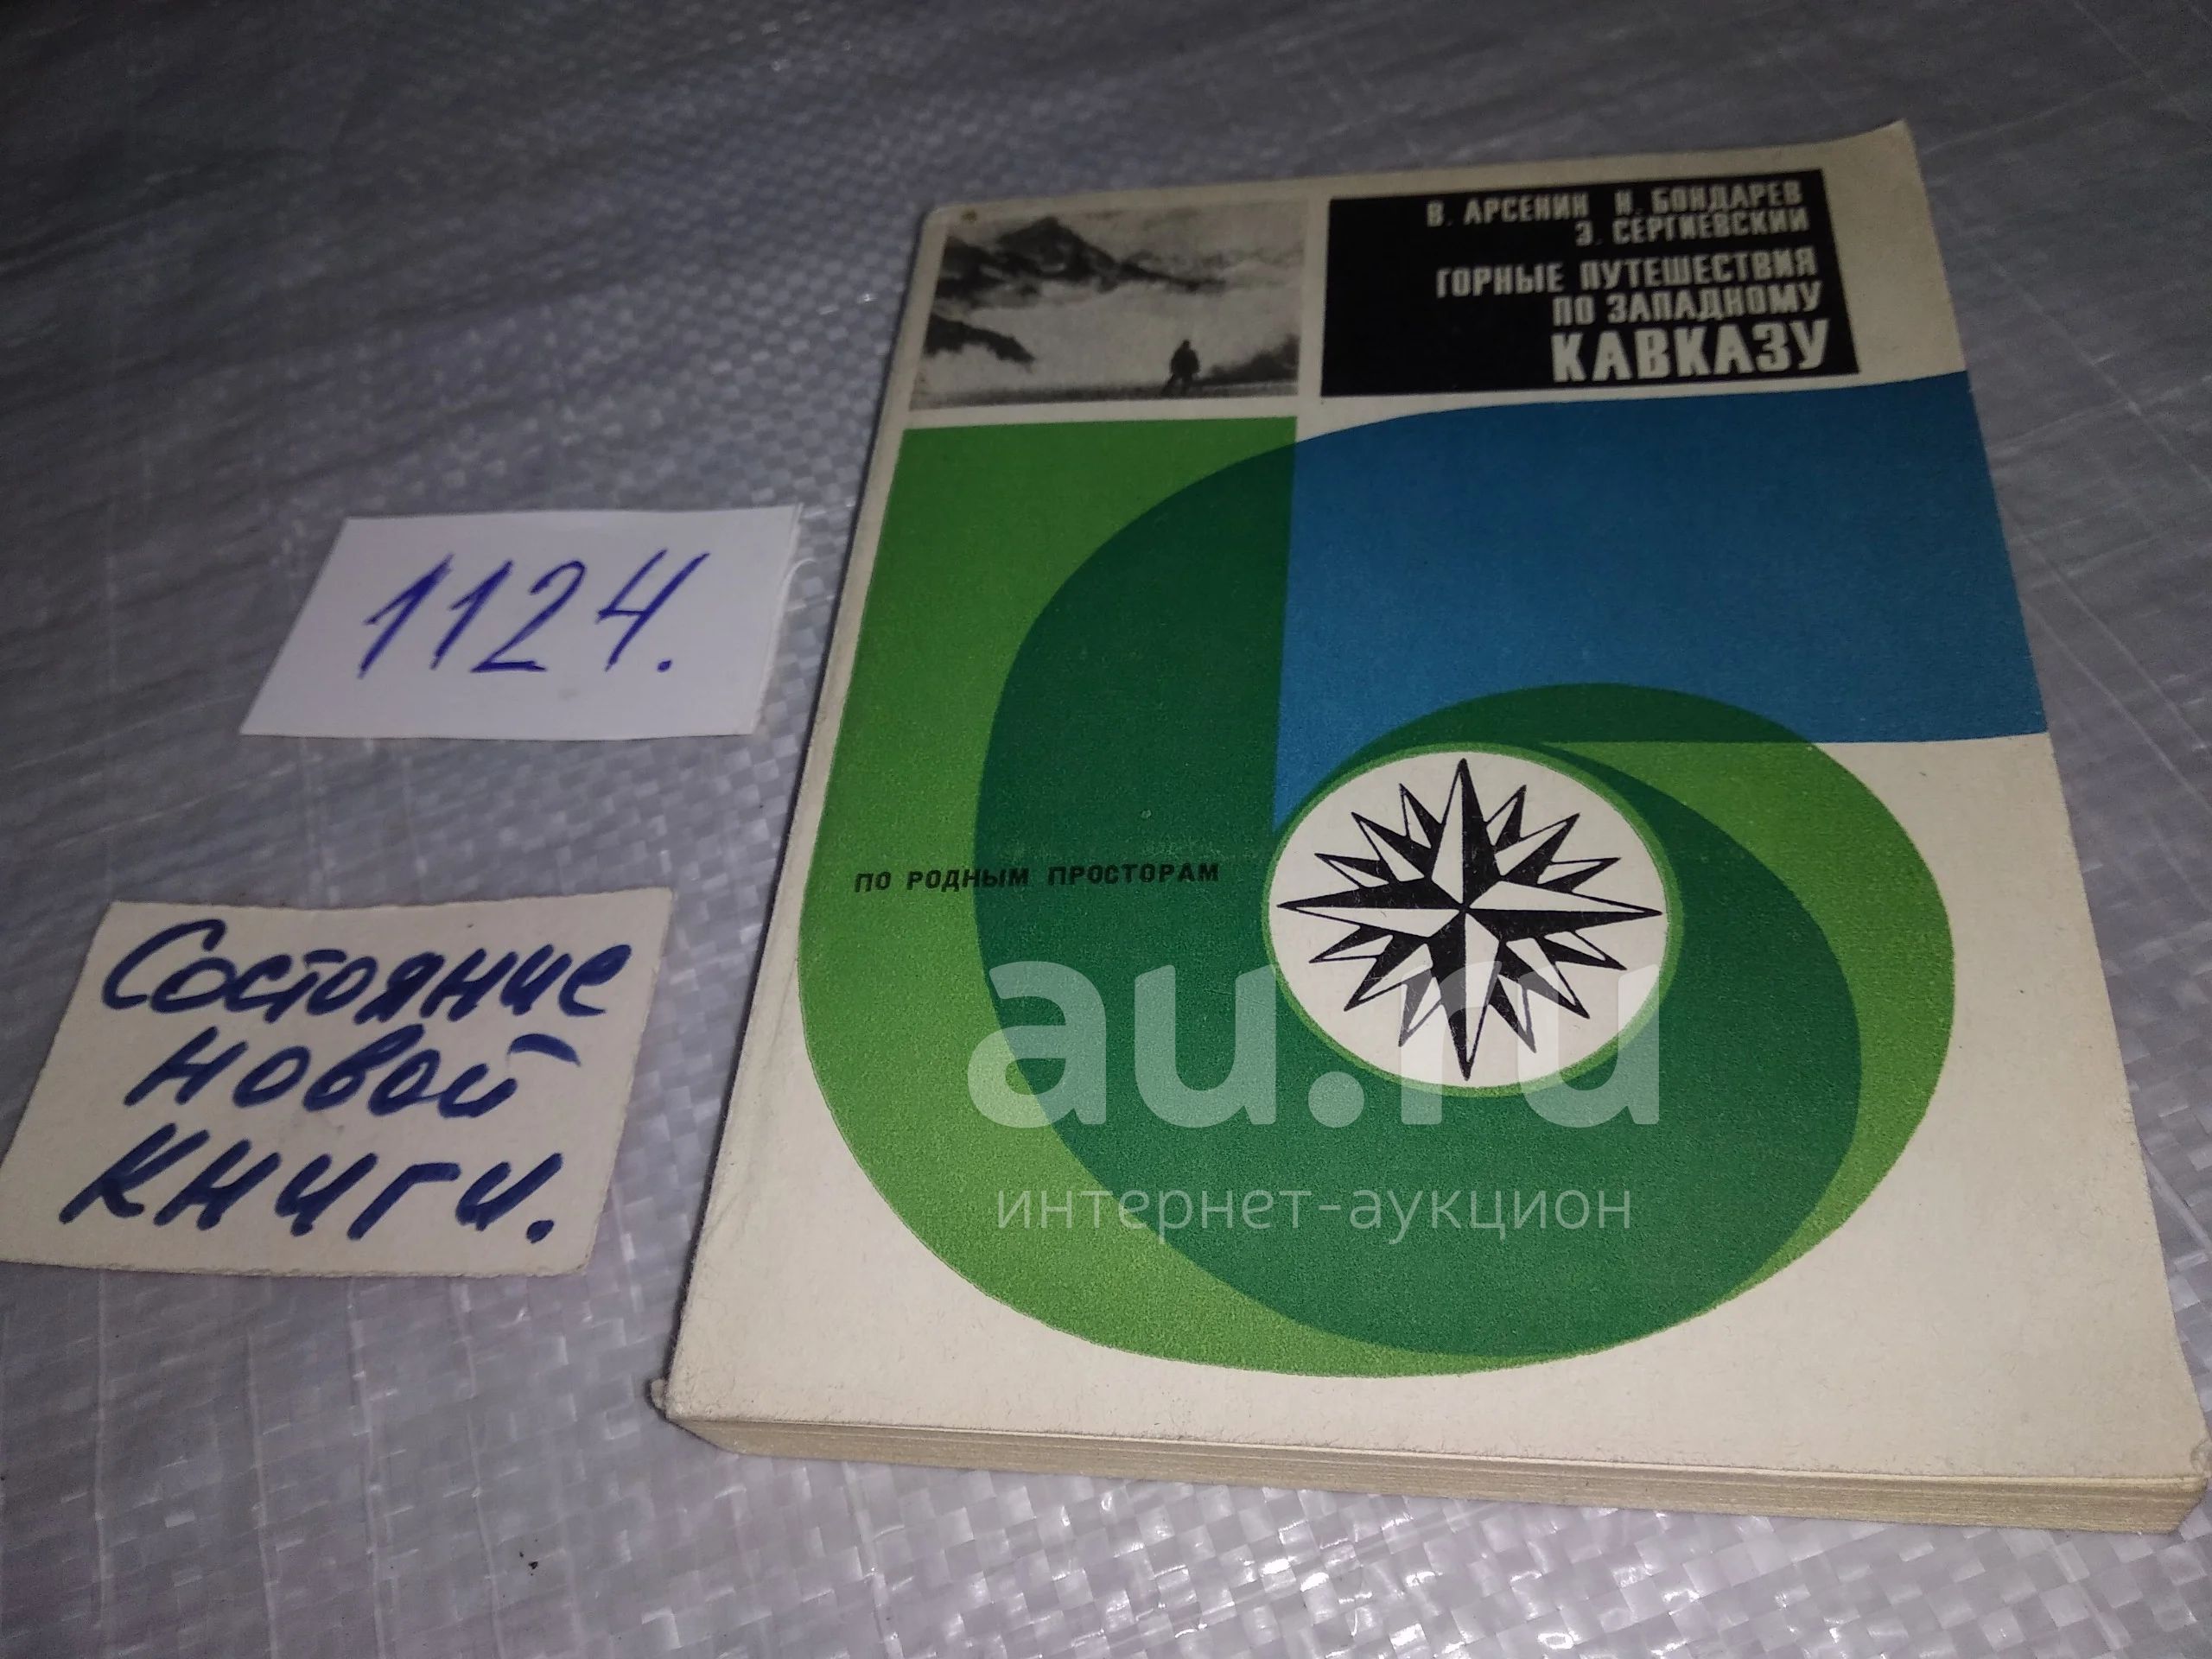 В. АРСЕНИН Н. БОНДАРЕВ
Э. СЕРГИЕВСКИЙ
ГОРНЫЕ ПУТЕШЕСТВИЯ
ПО ЗАПАДНОМУ
КАВКАЗУ
1124.
ПО РОДНЫМ ПРОСТОРАМ
Состояние
новой
книги.
au.ru
интернет-аукцион